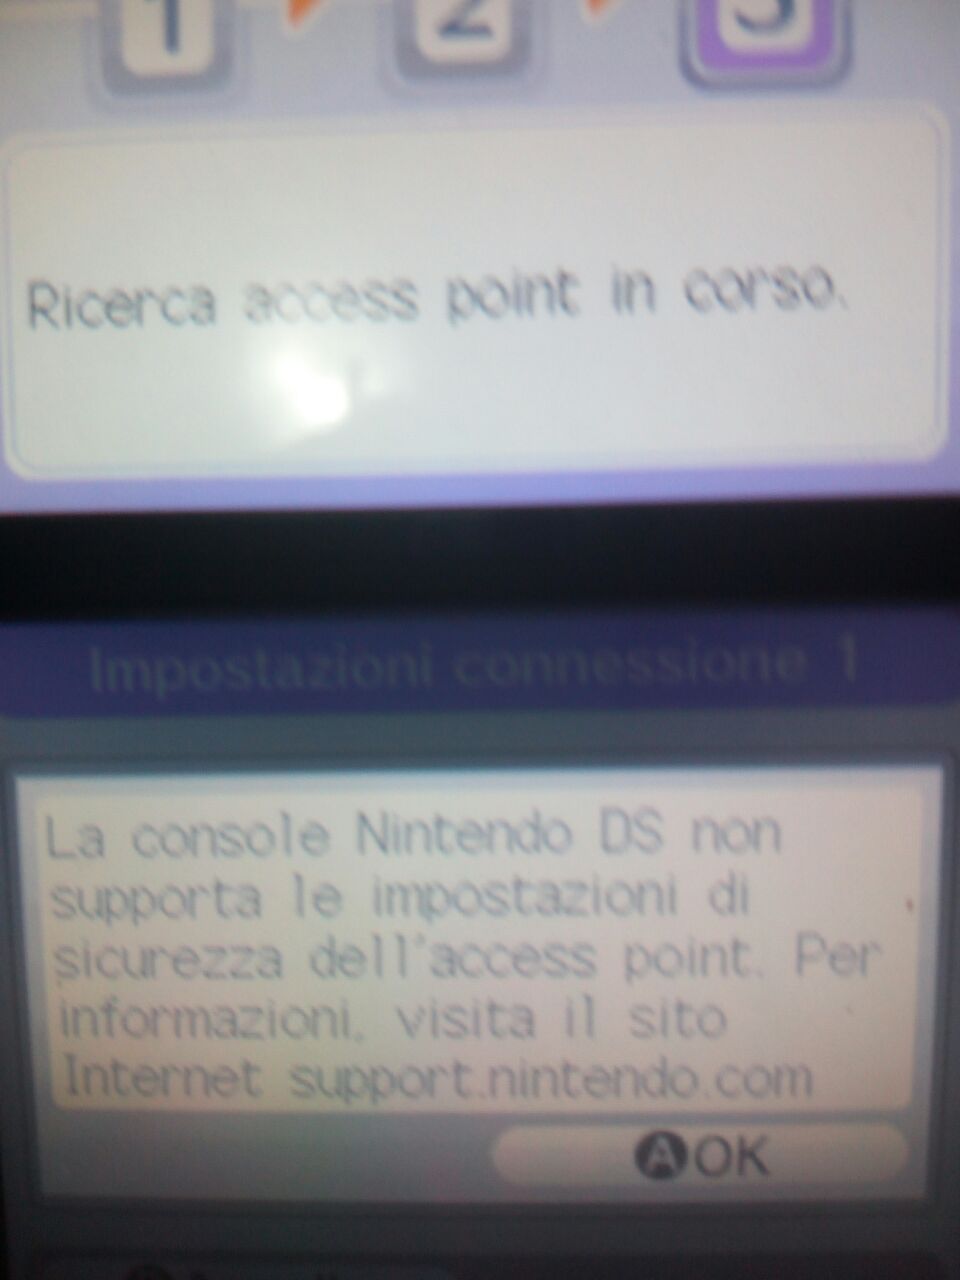 1 2 3
Ricerca access point in corso.
Impostazioni connessione 1
La console Nintendo DS non
supporta le impostazioni di
sicurezza dell'access point. Per
informazioni, visita il sito
Internet support.nintendo.com
A OK